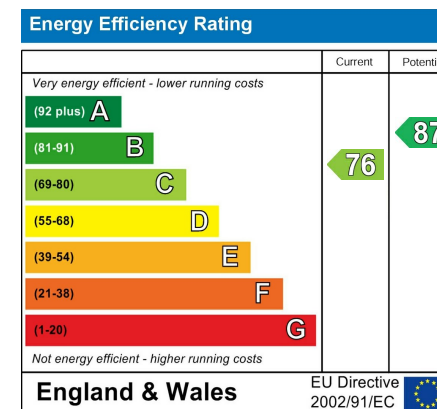 Energy Efficiency Rating
Current Potenti
Very energy efficient - lower running costs
(92 plus) A
(81-91) B
(69-80) C
(55-68) D
(39-54) E
(21-38) F
(1-20) G
76
87
Not energy efficient - higher running costs
England & Wales
EU Directive
2002/91/EC